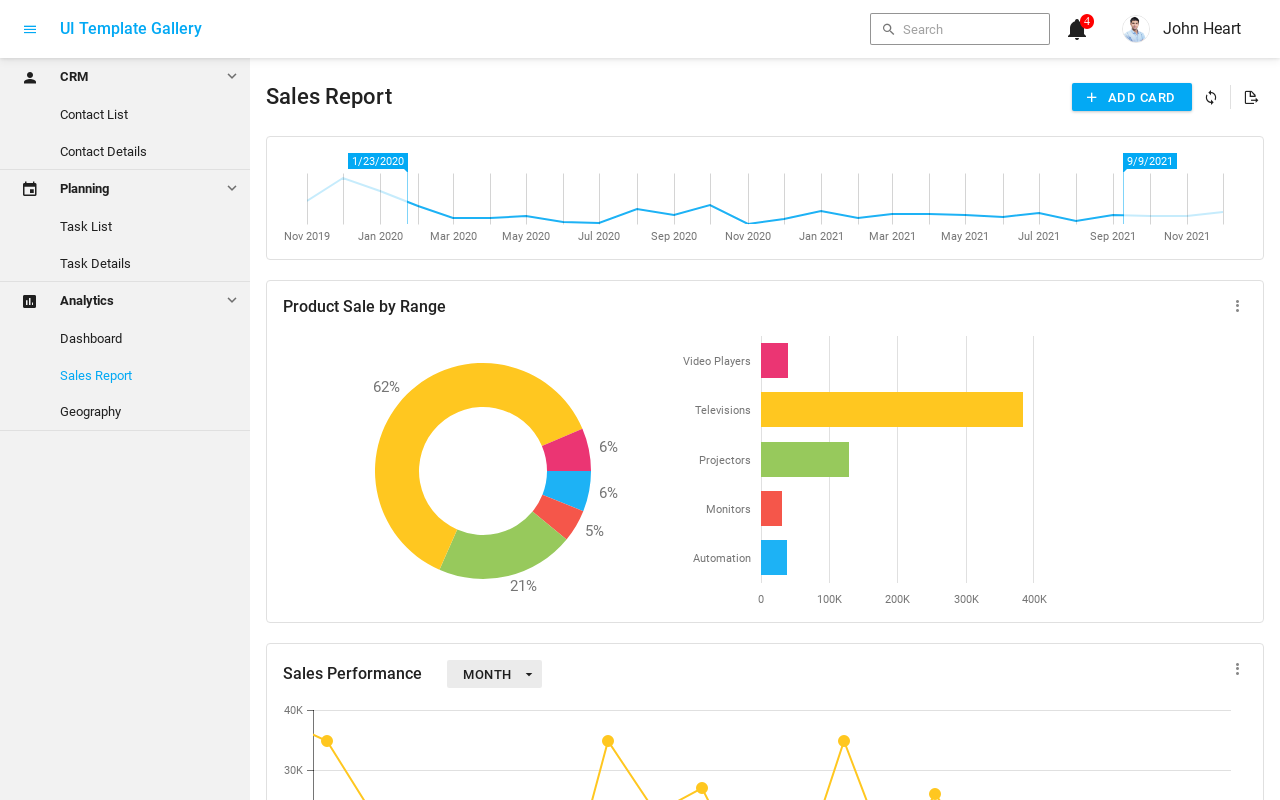 UI Template Gallery
Search
4
John Heart
CRM
Contact List
Contact Details
Planning
Task List
Task Details
Analytics
Dashboard
Sales Report
Geography
Sales Report
ADD CARD
1/23/2020
9/9/2021
Nov 2019 Jan 2020 Mar 2020 May 2020 Jul 2020 Sep 2020 Nov 2020 Jan 2021 Mar 2021 May 2021 Jul 2021 Sep 2021 Nov 2021
Product Sale by Range
62%
6%
6%
5%
21%
Video Players
Televisions
Projectors
Monitors
Automation
0 100K 200K 300K 400K
Sales Performance
MONTH
40K
30K